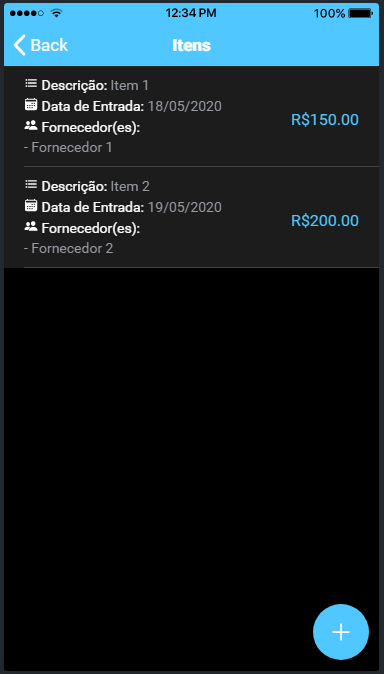 12:34 PM 100%
Back Itens
Descrição: Item 1
Data de Entrada: 18/05/2020
R$150.00
Fornecedor(es):
- Fornecedor 1
Descrição: Item 2
Data de Entrada: 19/05/2020
R$200.00
Fornecedor(es):
- Fornecedor 2